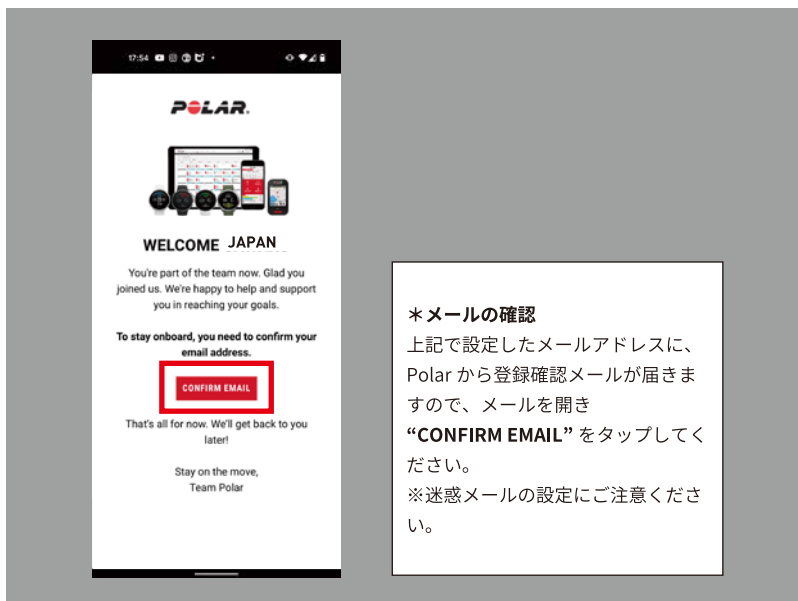 17:54
POLAR.
WELCOME JAPAN
You're part of the team now. Glad you
joined us. We're happy to help and support
you in reaching your goals.
To stay onboard, you need to confirm your
email address.
CONFIRM EMAIL
That's all for now. We'll get back to you
later!
Stay on the move,
Team Polar
＊メールの確認
上記で設定したメールアドレスに、
Polar から登録確認メールが届きま
すので、メールを開き
“CONFIRM EMAIL” をタップしてく
ださい。
※迷惑メールの設定にご注意くださ
い。